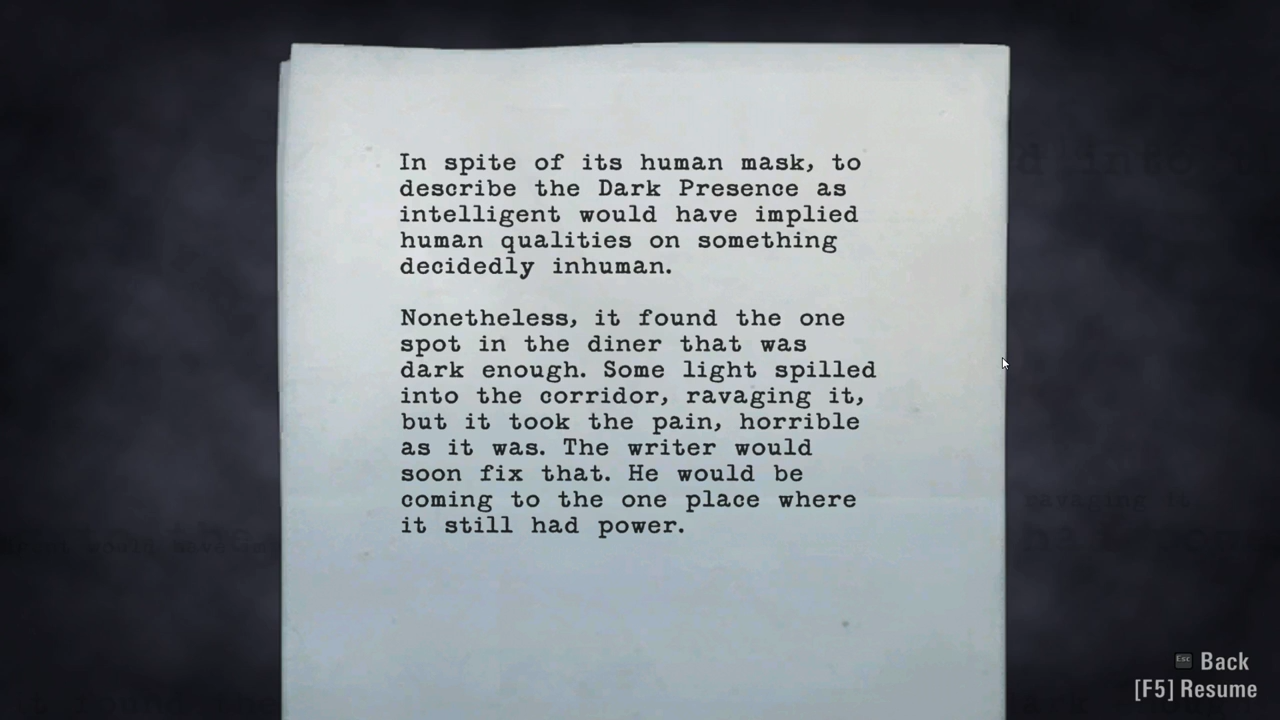 In spite of its human mask, to
describe the Dark Presence as
intelligent would have implied
human qualities on something
decidedly inhuman.
Nonetheless, it found the one
spot in the diner that was
dark enough. Some light spilled
into the corridor, ravaging it,
but it took the pain, horrible
as it was. The writer would
soon fix that. He would be
coming to the one place where
it still had power.
Esc Back
[F5] Resume